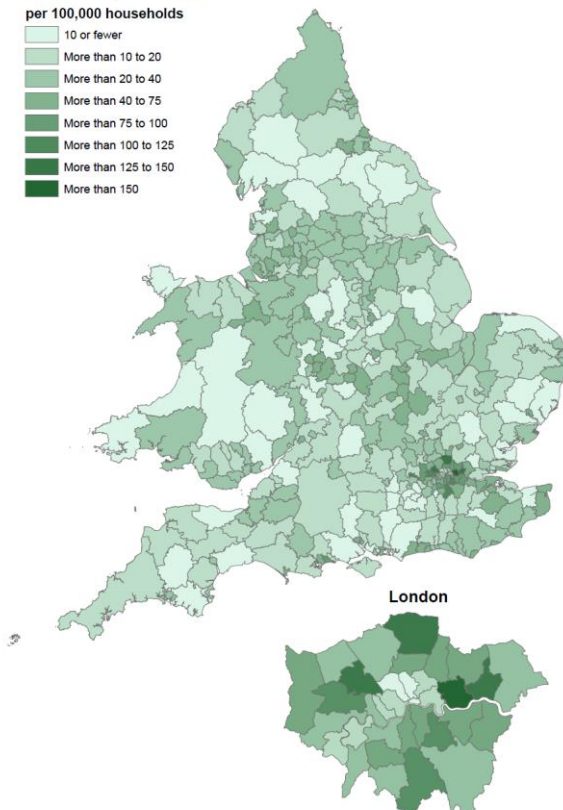 per 100,000 households
10 or fewer
More than 10 to 20
More than 20 to 40
More than 40 to 75
More than 75 to 100
More than 100 to 125
More than 125 to 150
More than 150
London